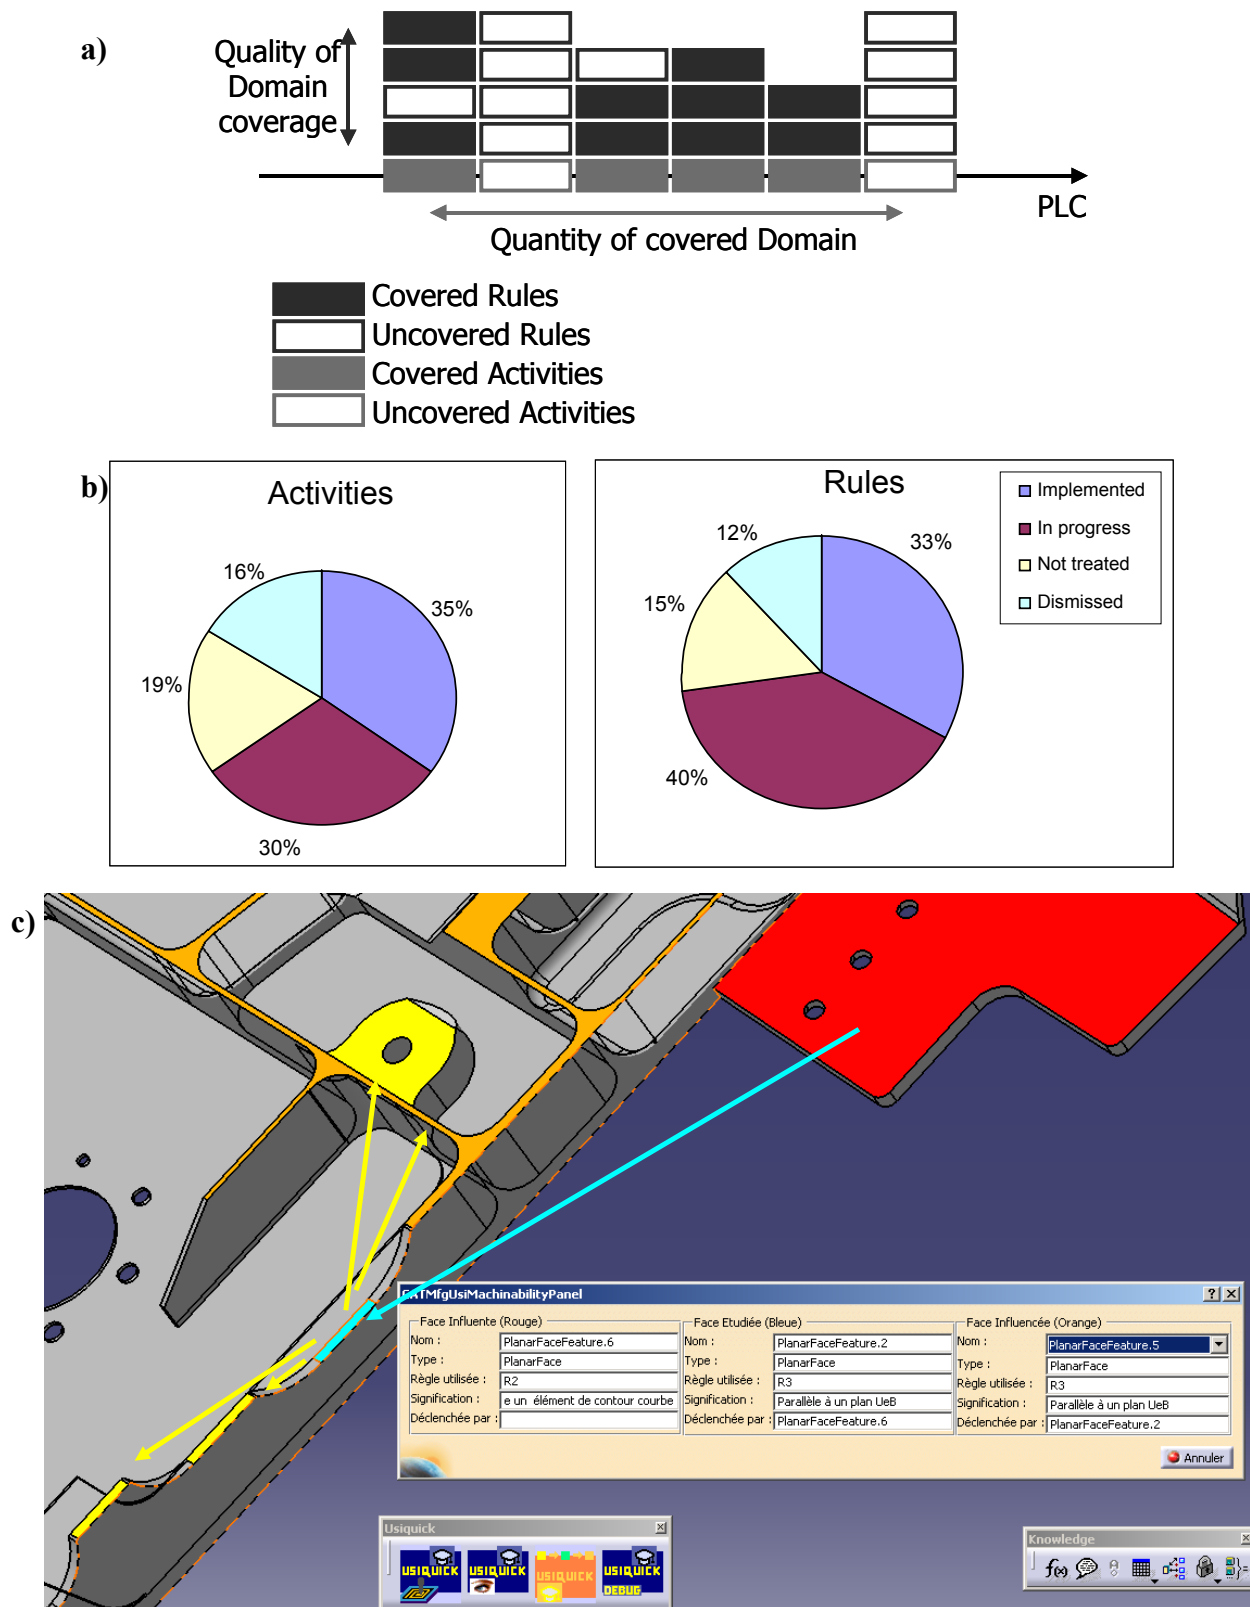 a)
Quality of
Domain
coverage
PLC
Quantity of covered Domain
Covered Rules
Uncovered Rules
Covered Activities
Uncovered Activities
b)
Activities
16%
35%
19%
30%
Rules
12%
33%
15%
40%
Implemented
In progress
Not treated
Dismissed
c)
CATMfgUsiMachinabilityPanel
Face Influente (Rouge)
Nom : PlanarFaceFeature.6
Type : PlanarFace
Règle utilisée : R2
Signification : e un élément de contour courbe
Déclenchée par :
Face Etudiée (Bleue)
Nom : PlanarFaceFeature.2
Type : PlanarFace
Règle utilisée : R3
Signification : Parallèle à un plan UeB
Déclenchée par : PlanarFaceFeature.6
Face Influencée (Orange)
Nom : PlanarFaceFeature.5
Type : PlanarFace
Règle utilisée : R3
Signification : Parallèle à un plan UeB
Déclenchée par : PlanarFaceFeature.2
Annuler
Usiquick
USIQUICK
USIQUICK
USIQUICK
USIQUICK
DEBUG
Knowledge
f(x)